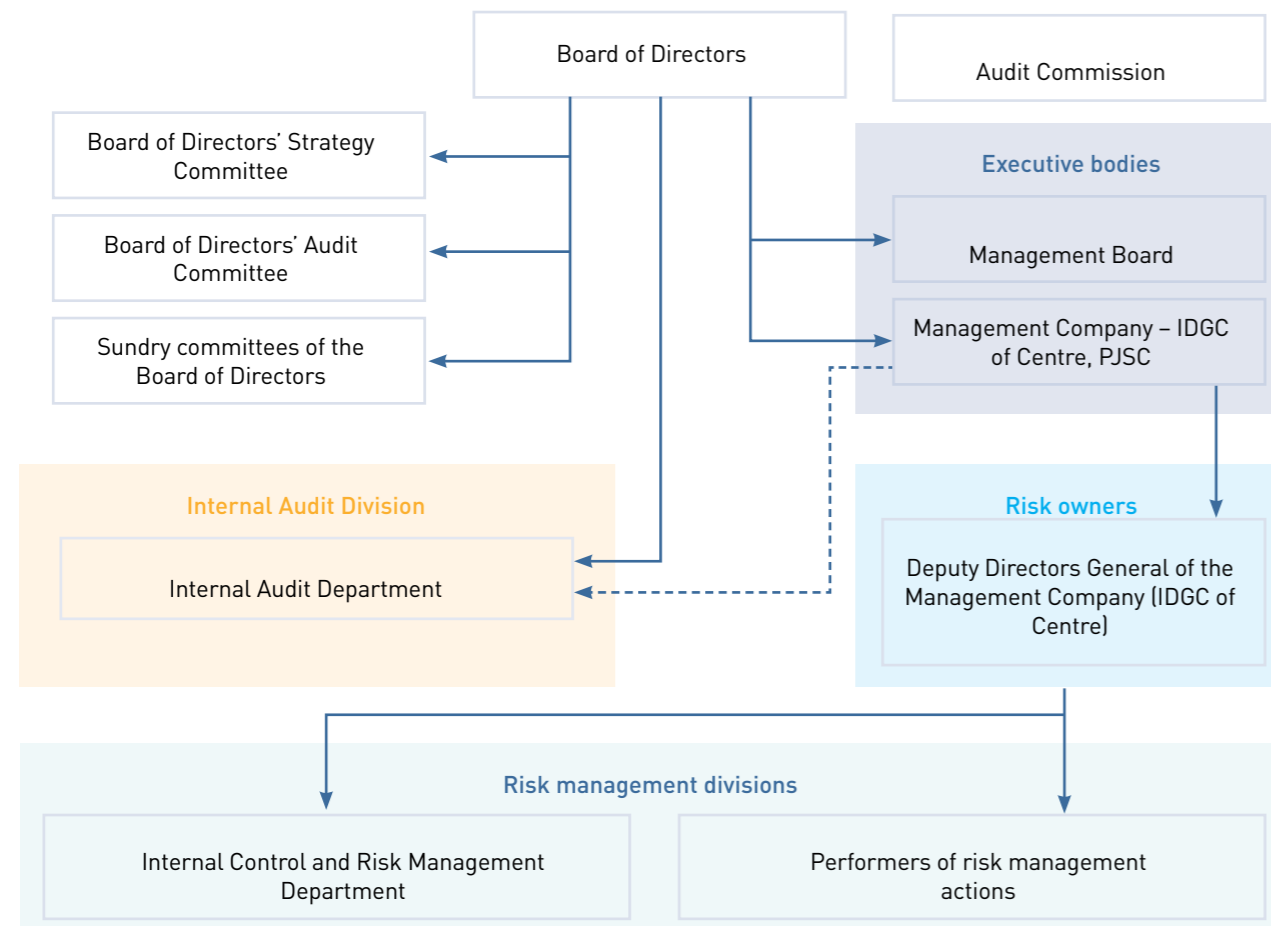 Board of Directors
Audit Commission
Board of Directors’ Strategy
Committee
Board of Directors’ Audit
Committee
Sundry committees of the
Board of Directors
Executive bodies
Management Board
Management Company – IDGC
of Centre, PJSC
Internal Audit Division
Internal Audit Department
Risk owners
Deputy Directors General of the
Management Company (IDGC of
Centre)
Risk management divisions
Internal Control and Risk Management
Department
Performers of risk management
actions